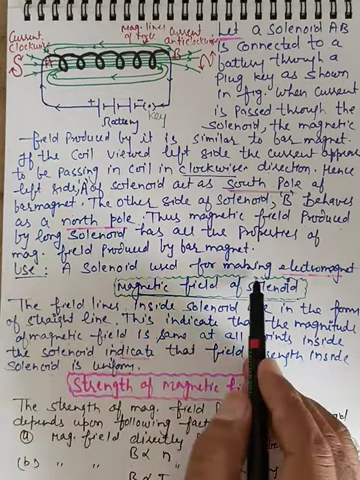 Current clockwise
Mag. lines of force
Current anticlockwise
S
A
B
N
+
-
Battery
Key
Let a Solenoid AB
is connected to a
battery through a
plug key as shown
in fig. when current
is passed through the
Solenoid, the magnetic
field produced by it is similar to bar magnet.
If the Coil viewed left side the current appears
to be passing in coil in clockwise direction. Hence
left side, A of solenoid act as South Pole of
barmagnet. The other side of Solenoid, B behaves
as a north pole. Thus magnetic field Produced
by long Solenoid has all the Properties of
mag. field produced by bar magnet.
Use: A Solenoid used for making electromagnet
magnetic field of solenoid
The field lines inside solenoid are in the form
of straight line. This indicate that the magnitude
of magnetic field is same at all points inside
the solenoid indicate that field strength inside
Solenoid is uniform.
Strength of magnetic
The strength of mag. field
depends upon following
(a) mag. field directly
B ∝ n
(b) " "
B ∝ I